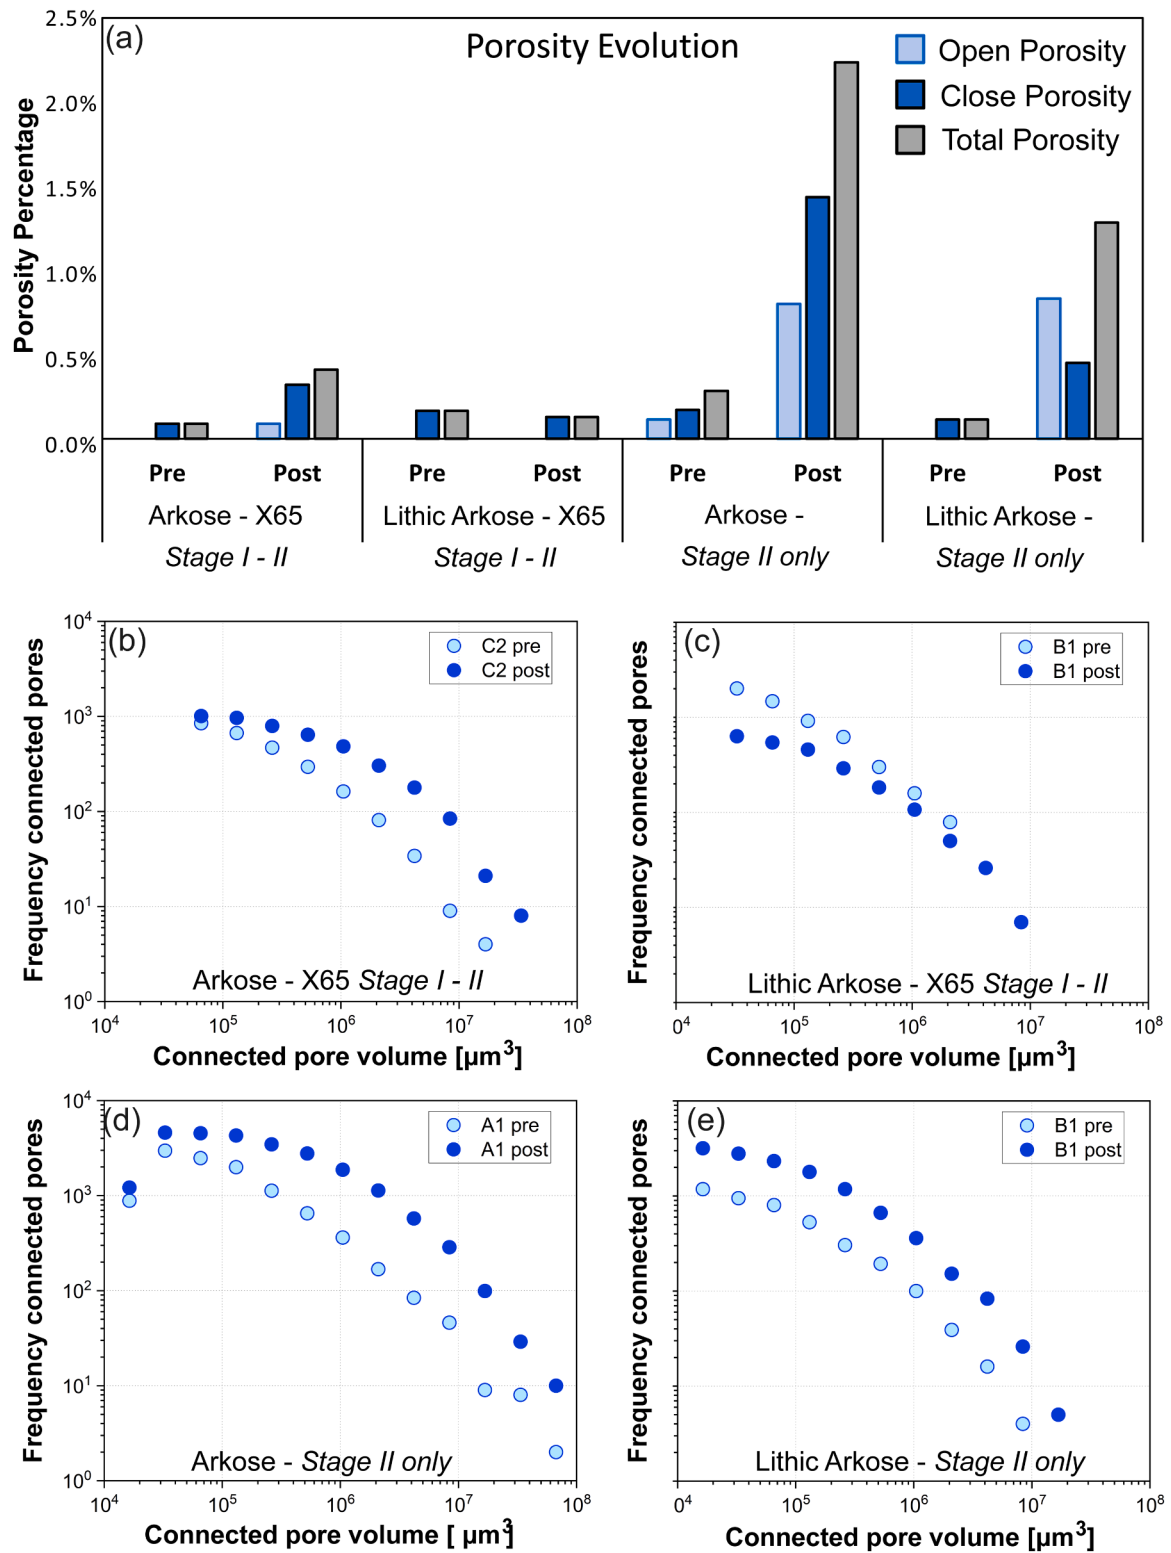 (a)
Porosity Evolution
Open Porosity
Close Porosity
Total Porosity
Porosity Percentage
2.5%
2.0%
1.5%
1.0%
0.5%
0.0%
Pre Post Pre Post Pre Post Pre Post
Arkose - X65 Lithic Arkose - X65 Arkose - Lithic Arkose -
Stage I - II Stage I - II Stage II only Stage II only
(b)
C2 pre
C2 post
Frequency connected pores
10⁴
10³
10²
10¹
10⁰
Arkose - X65 Stage I - II
10⁴ 10⁵ 10⁶ 10⁷ 10⁸
Connected pore volume [µm³]
(c)
B1 pre
B1 post
Frequency connected pores
Lithic Arkose - X65 Stage I - II
0⁴ 10⁵ 10⁶ 10⁷ 10⁸
Connected pore volume [µm³]
(d)
A1 pre
A1 post
Frequency connected pores
10⁴
10³
10²
10¹
10⁰
Arkose - Stage II only
10⁴ 10⁵ 10⁶ 10⁷ 10⁸
Connected pore volume [ µm³]
(e)
B1 pre
B1 post
Frequency connected pores
Lithic Arkose - Stage II only
0⁴ 10⁵ 10⁶ 10⁷ 10⁸
Connected pore volume [µm³]